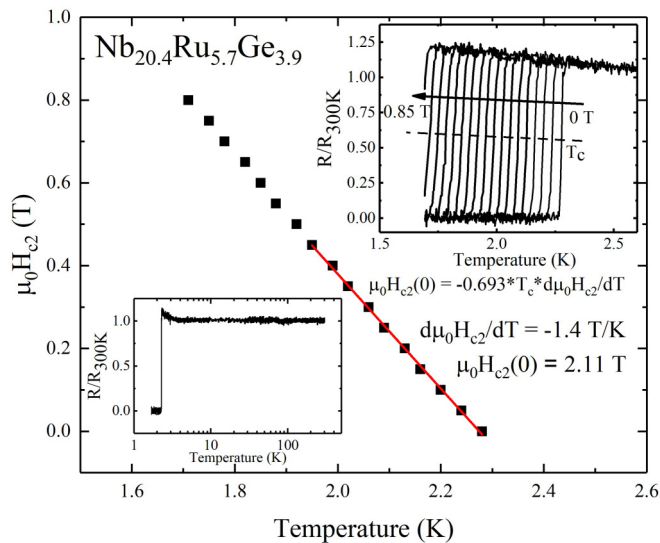 Nb20.4Ru5.7Ge3.9
μ0Hc2 (T)
1.0
0.8
0.6
0.4
0.2
0.0
1.6
1.8
2.0
2.2
2.4
2.6
Temperature (K)
R/R300K
1.25
1.00
0.75
0.50
0.25
0.00
0.85 T
0 T
Tc
1.5
2.0
2.5
Temperature (K)
μ0Hc2(0) = -0.693*Tc*dμ0Hc2/dT
dμ0Hc2/dT = -1.4 T/K
μ0Hc2(0) = 2.11 T
R/R300K
1.0
0.5
0.0
1
10
100
Temperature (K)